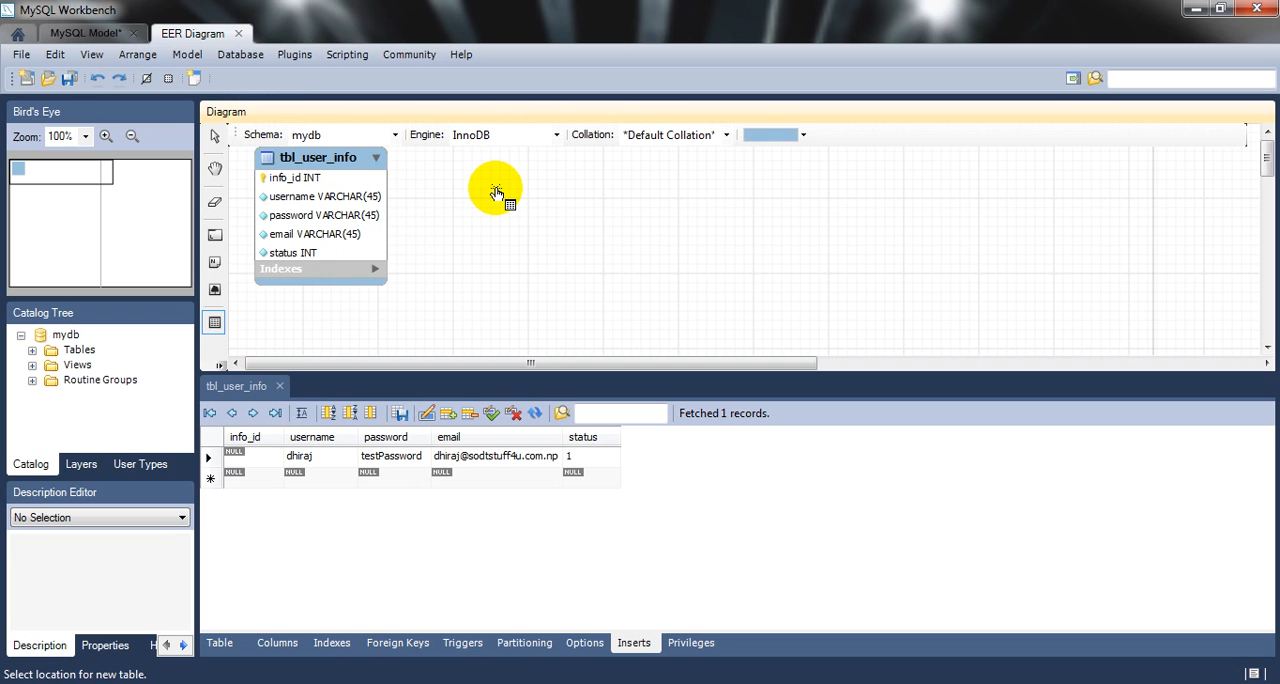 MySQL Workbench
MySQL Model* EER Diagram
File Edit View Arrange Model Database Plugins Scripting Community Help
Bird's Eye
Zoom: 100%
Diagram
Schema: mydb Engine: InnoDB Collation: *Default Collation*
tbl_user_info
info_id INT
username VARCHAR(45)
password VARCHAR(45)
email VARCHAR(45)
status INT
Indexes
Catalog Tree
mydb
Tables
Views
Routine Groups
Catalog Layers User Types
Description Editor
No Selection
Description Properties H
tbl_user_info
Fetched 1 records.
info_id username password email status
NULL dhiraj testPassword dhiraj@sodtstuff4u.com.np 1
NULL NULL NULL NULL NULL
Table Columns Indexes Foreign Keys Triggers Partitioning Options Inserts Privileges
Select location for new table.